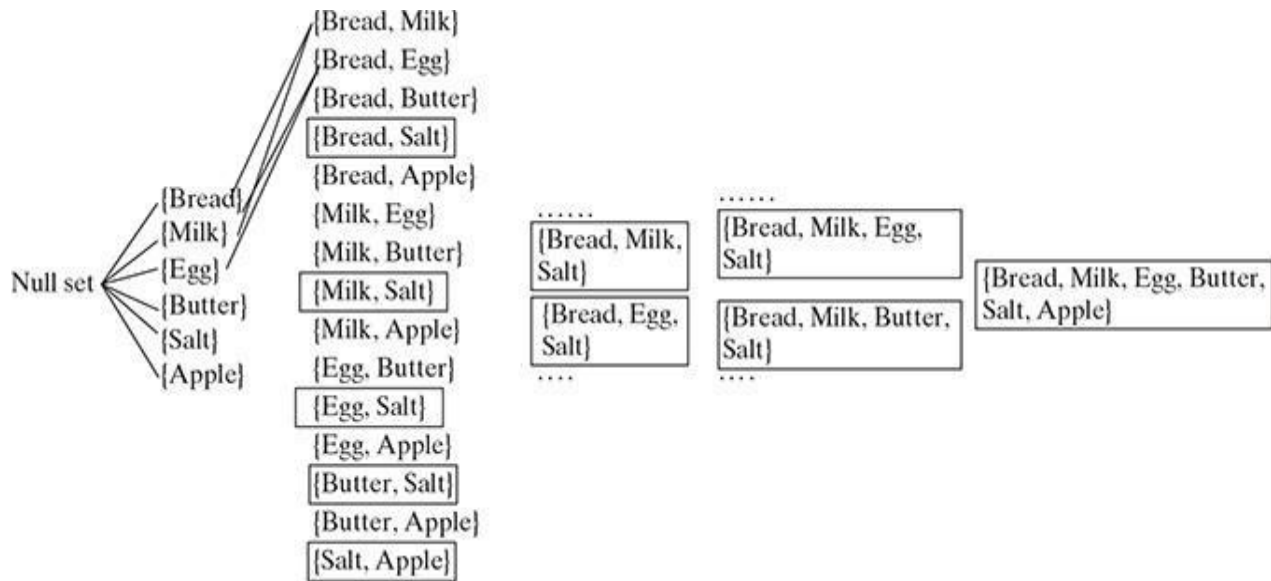 Null set
{Bread}
{Milk}
{Egg}
{Butter}
{Salt}
{Apple}
{Bread, Milk}
{Bread, Egg}
{Bread, Butter}
{Bread, Salt}
{Bread, Apple}
{Milk, Egg}
{Milk, Butter}
{Milk, Salt}
{Milk, Apple}
{Egg, Butter}
{Egg, Salt}
{Egg, Apple}
{Butter, Salt}
{Butter, Apple}
{Salt, Apple}
......
{Bread, Milk,
Salt}
{Bread, Egg,
Salt}
....
......
{Bread, Milk, Egg,
Salt}
{Bread, Milk, Butter,
Salt}
....
{Bread, Milk, Egg, Butter,
Salt, Apple}